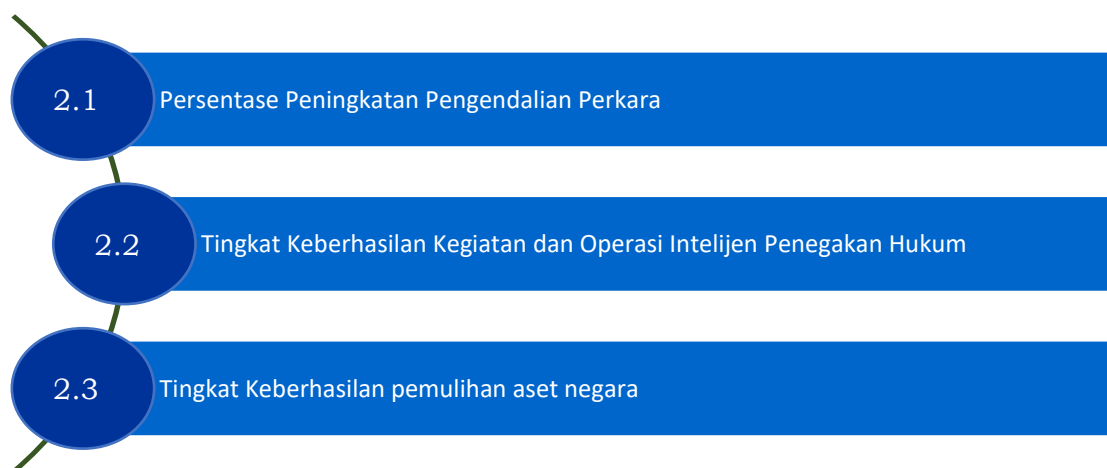 2.1
Persentase Peningkatan Pengendalian Perkara
2.2
Tingkat Keberhasilan Kegiatan dan Operasi Intelijen Penegakan Hukum
2.3
Tingkat Keberhasilan pemulihan aset negara